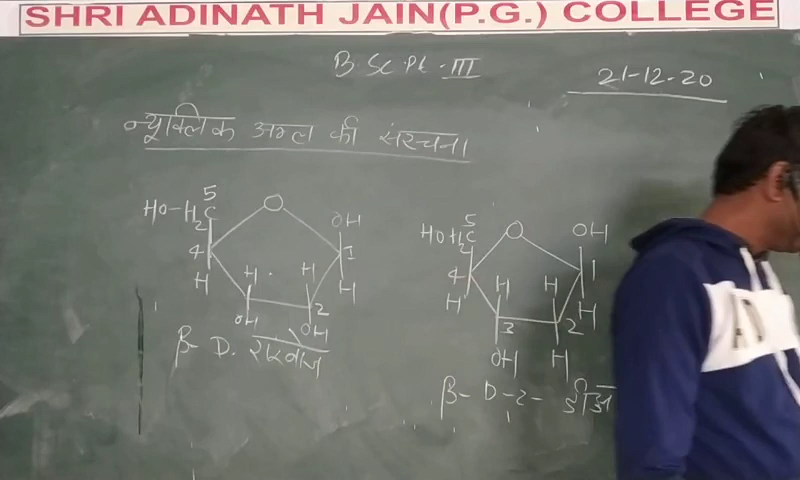 SHRI ADINATH JAIN(P.G.) COLLEGE
B.Sc.Pt.-III
21-12-20
न्यूक्लिक अम्ल की संरचना
HO-H₂C
5
O
OH
4
1
H
H
H
H
2
OH
OH
β- D.
HO H₂C
5
O
OH
4
1
H
H
H
H
3
2
OH
H
β- D-2-